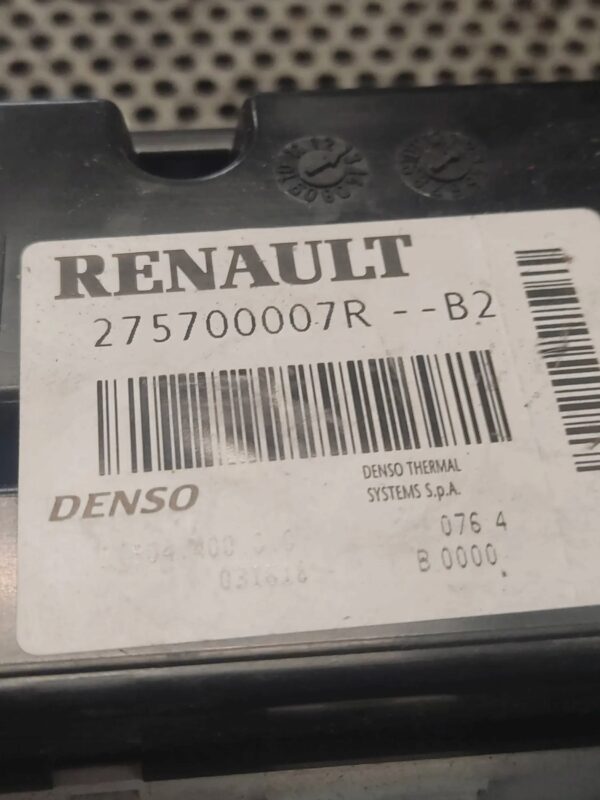 RENAULT
275700007R --B2
DENSO
DENSO THERMAL
SYSTEMS S.p.A.
076 4
B 0000